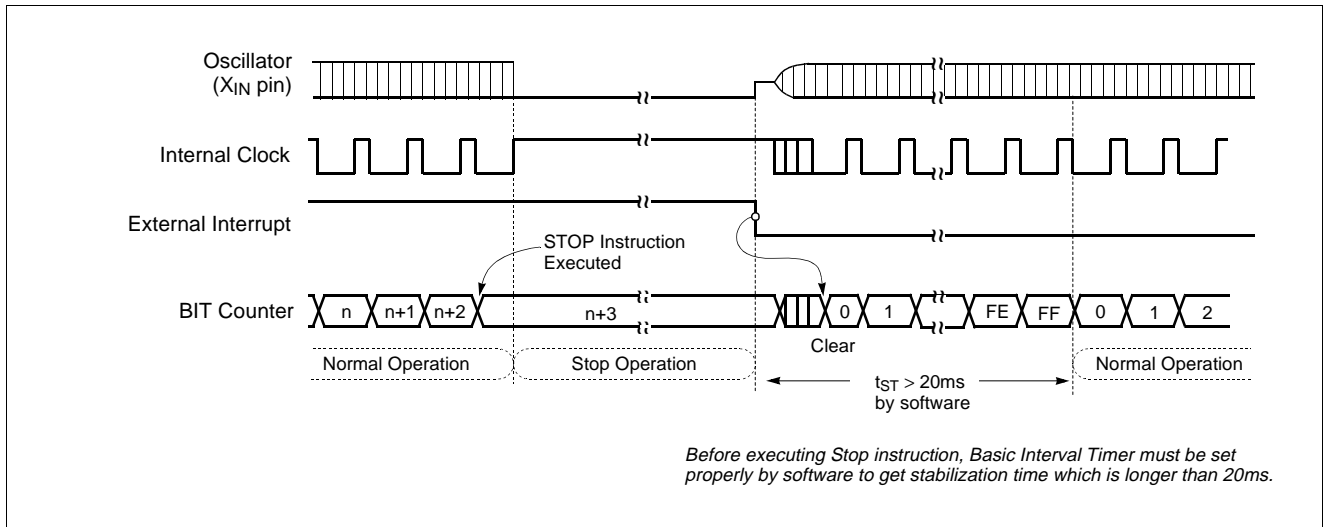 Oscillator
(XIN pin)
Internal Clock
External Interrupt
STOP Instruction
Executed
BIT Counter
n n+1 n+2 n+3 0 1 FE FF 0 1 2
Clear
Normal Operation Stop Operation Normal Operation
tST > 20ms
by software
Before executing Stop instruction, Basic Interval Timer must be set
properly by software to get stabilization time which is longer than 20ms.